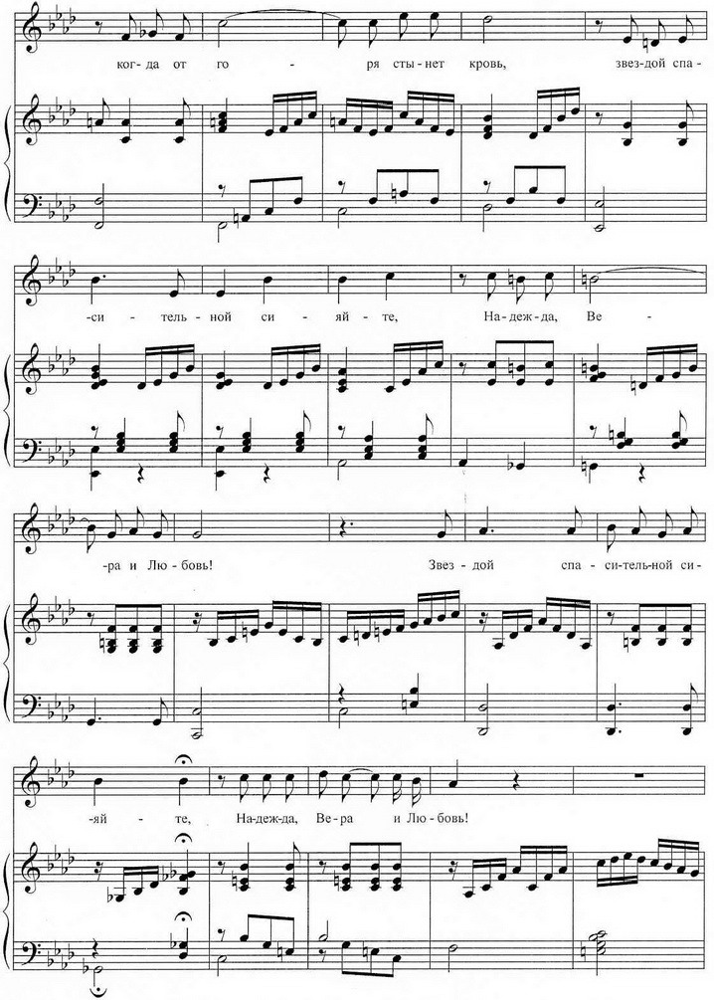 ког- да от го - ря сты - нет кровь, звез-дой спа-
-си - тель - ной си - яй - те, На - деж - да, Ве -
-ра и Лю - бовь! Звез - дой спа - си-тель-ной си-
-яй - те, На-деж-да, Ве-ра и Лю - бовь!